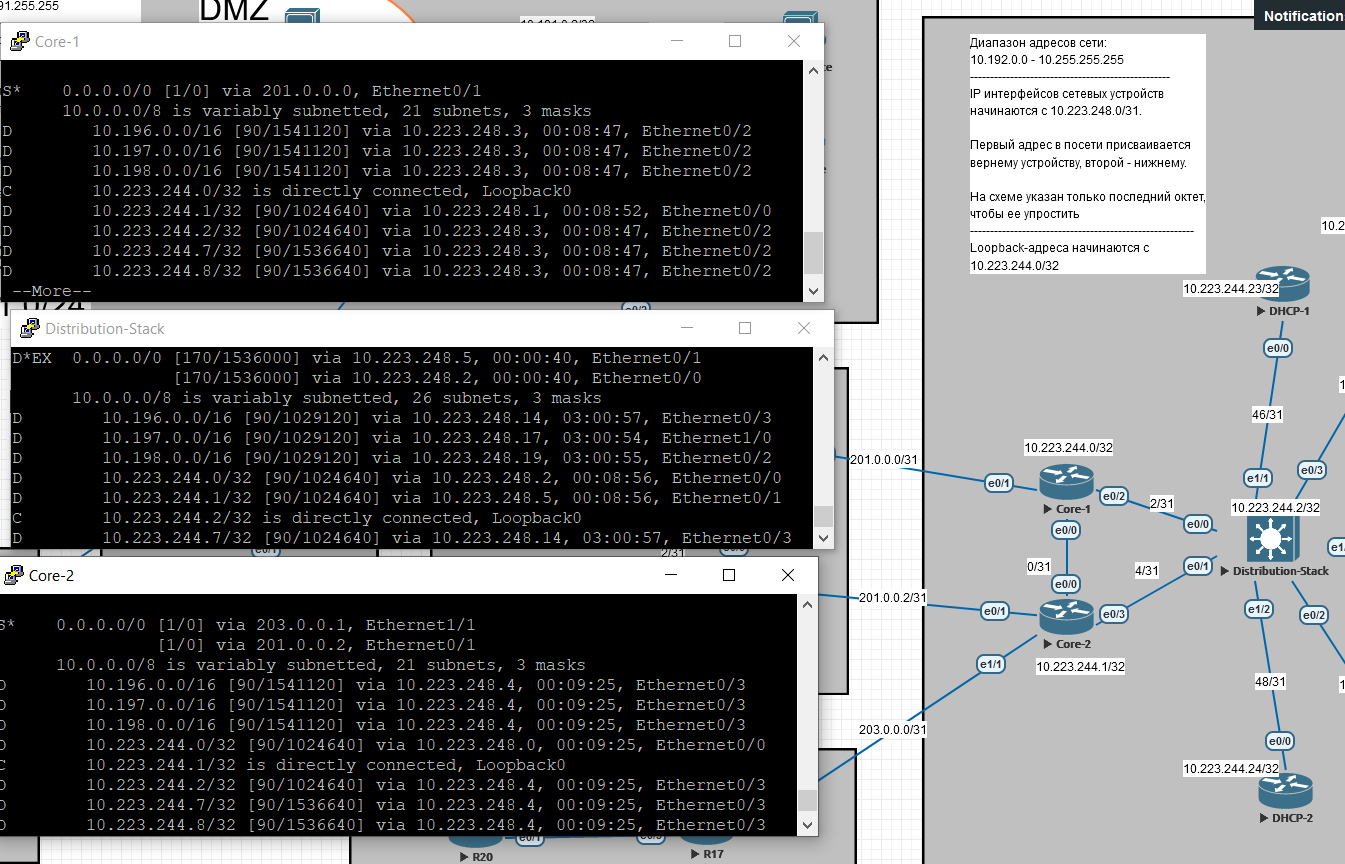 91.255.255
DMZ
Notification
Core-1
S*    0.0.0.0/0 [1/0] via 201.0.0.0, Ethernet0/1
10.0.0.0/8 is variably subnetted, 21 subnets, 3 masks
D        10.196.0.0/16 [90/1541120] via 10.223.248.3, 00:08:47, Ethernet0/2
D        10.197.0.0/16 [90/1541120] via 10.223.248.3, 00:08:47, Ethernet0/2
D        10.198.0.0/16 [90/1541120] via 10.223.248.3, 00:08:47, Ethernet0/2
C        10.223.244.0/32 is directly connected, Loopback0
D        10.223.244.1/32 [90/1024640] via 10.223.248.1, 00:08:52, Ethernet0/0
D        10.223.244.2/32 [90/1024640] via 10.223.248.3, 00:08:47, Ethernet0/2
D        10.223.244.7/32 [90/1536640] via 10.223.248.3, 00:08:47, Ethernet0/2
D        10.223.244.8/32 [90/1536640] via 10.223.248.3, 00:08:47, Ethernet0/2
--More--
Distribution-Stack
D*EX  0.0.0.0/0 [170/1536000] via 10.223.248.5, 00:00:40, Ethernet0/1
[170/1536000] via 10.223.248.2, 00:00:40, Ethernet0/0
10.0.0.0/8 is variably subnetted, 26 subnets, 3 masks
D        10.196.0.0/16 [90/1029120] via 10.223.248.14, 03:00:57, Ethernet0/3
D        10.197.0.0/16 [90/1029120] via 10.223.248.17, 03:00:54, Ethernet1/0
D        10.198.0.0/16 [90/1029120] via 10.223.248.19, 03:00:55, Ethernet0/2
D        10.223.244.0/32 [90/1024640] via 10.223.248.2, 00:08:56, Ethernet0/0
D        10.223.244.1/32 [90/1024640] via 10.223.248.5, 00:08:56, Ethernet0/1
C        10.223.244.2/32 is directly connected, Loopback0
D        10.223.244.7/32 [90/1536640] via 10.223.248.14, 03:00:57, Ethernet0/3
Core-2
S*    0.0.0.0/0 [1/0] via 203.0.0.1, Ethernet1/1
[1/0] via 201.0.0.2, Ethernet0/1
10.0.0.0/8 is variably subnetted, 21 subnets, 3 masks
D        10.196.0.0/16 [90/1541120] via 10.223.248.4, 00:09:25, Ethernet0/3
D        10.197.0.0/16 [90/1541120] via 10.223.248.4, 00:09:25, Ethernet0/3
D        10.198.0.0/16 [90/1541120] via 10.223.248.4, 00:09:25, Ethernet0/3
D        10.223.244.0/32 [90/1024640] via 10.223.248.0, 00:09:25, Ethernet0/0
C        10.223.244.1/32 is directly connected, Loopback0
D        10.223.244.2/32 [90/1024640] via 10.223.248.4, 00:09:25, Ethernet0/3
D        10.223.244.7/32 [90/1536640] via 10.223.248.4, 00:09:25, Ethernet0/3
D        10.223.244.8/32 [90/1536640] via 10.223.248.4, 00:09:25, Ethernet0/3
Диапазон адресов сети:
10.192.0.0 - 10.255.255.255
----------------------------------------
IP интерфейсов сетевых устройств
начинаются с 10.223.248.0/31.
Первый адрес в посети присваивается
вернему устройству, второй - нижнему.
На схеме указан только последний октет,
чтобы ее упростить
---------------------------------------------
Loopback-адреса начинаются с
10.223.244.0/32
10.223.244.23/32
DHCP-1
e0/0
46/31
10.223.244.0/32
201.0.0.0/31
e0/1
e1/1
e0/3
Core-1
e0/2
2/31
10.223.244.2/32
e0/0
e0/0
Distribution-Stack
0/31
4/31
e0/1
e0/0
201.0.0.2/31
e0/1
e0/3
Core-2
e1/2
e0/2
e1/1
10.223.244.1/32
48/31
203.0.0.0/31
e0/0
10.223.244.24/32
DHCP-2
2/31
e0/1
R20
R17